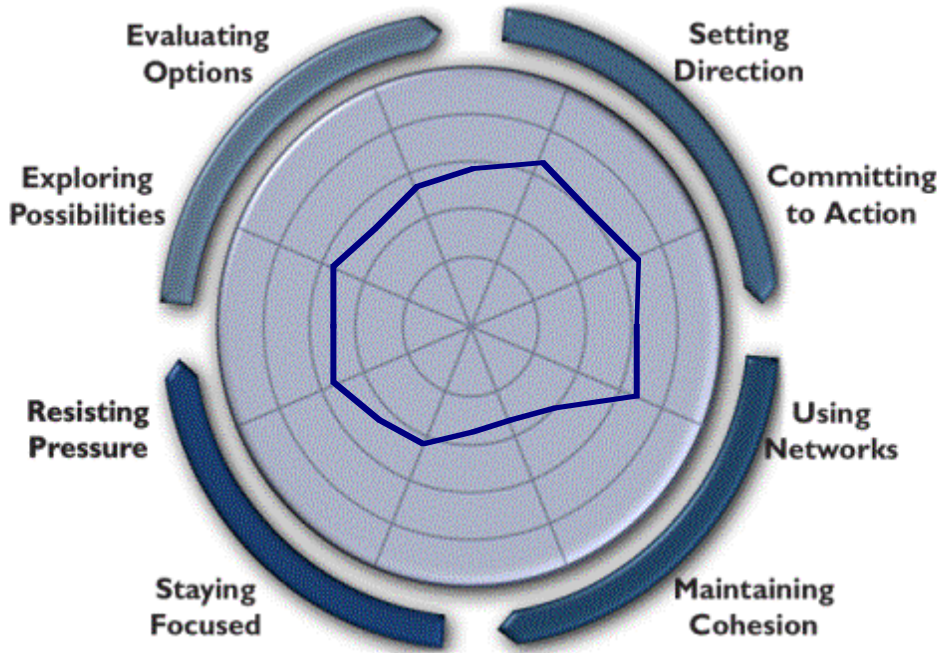 Evaluating
Options
Setting
Direction
Exploring
Possibilities
Committing
to Action
Resisting
Pressure
Using
Networks
Staying
Focused
Maintaining
Cohesion